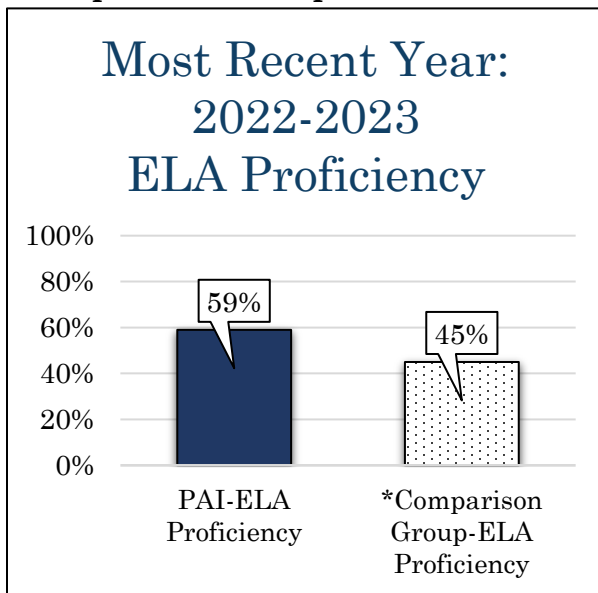 Most Recent Year:
2022-2023
ELA Proficiency
100%
80%
60%
40%
20%
0%
59%
45%
PAI-ELA
Proficiency
*Comparison
Group-ELA
Proficiency